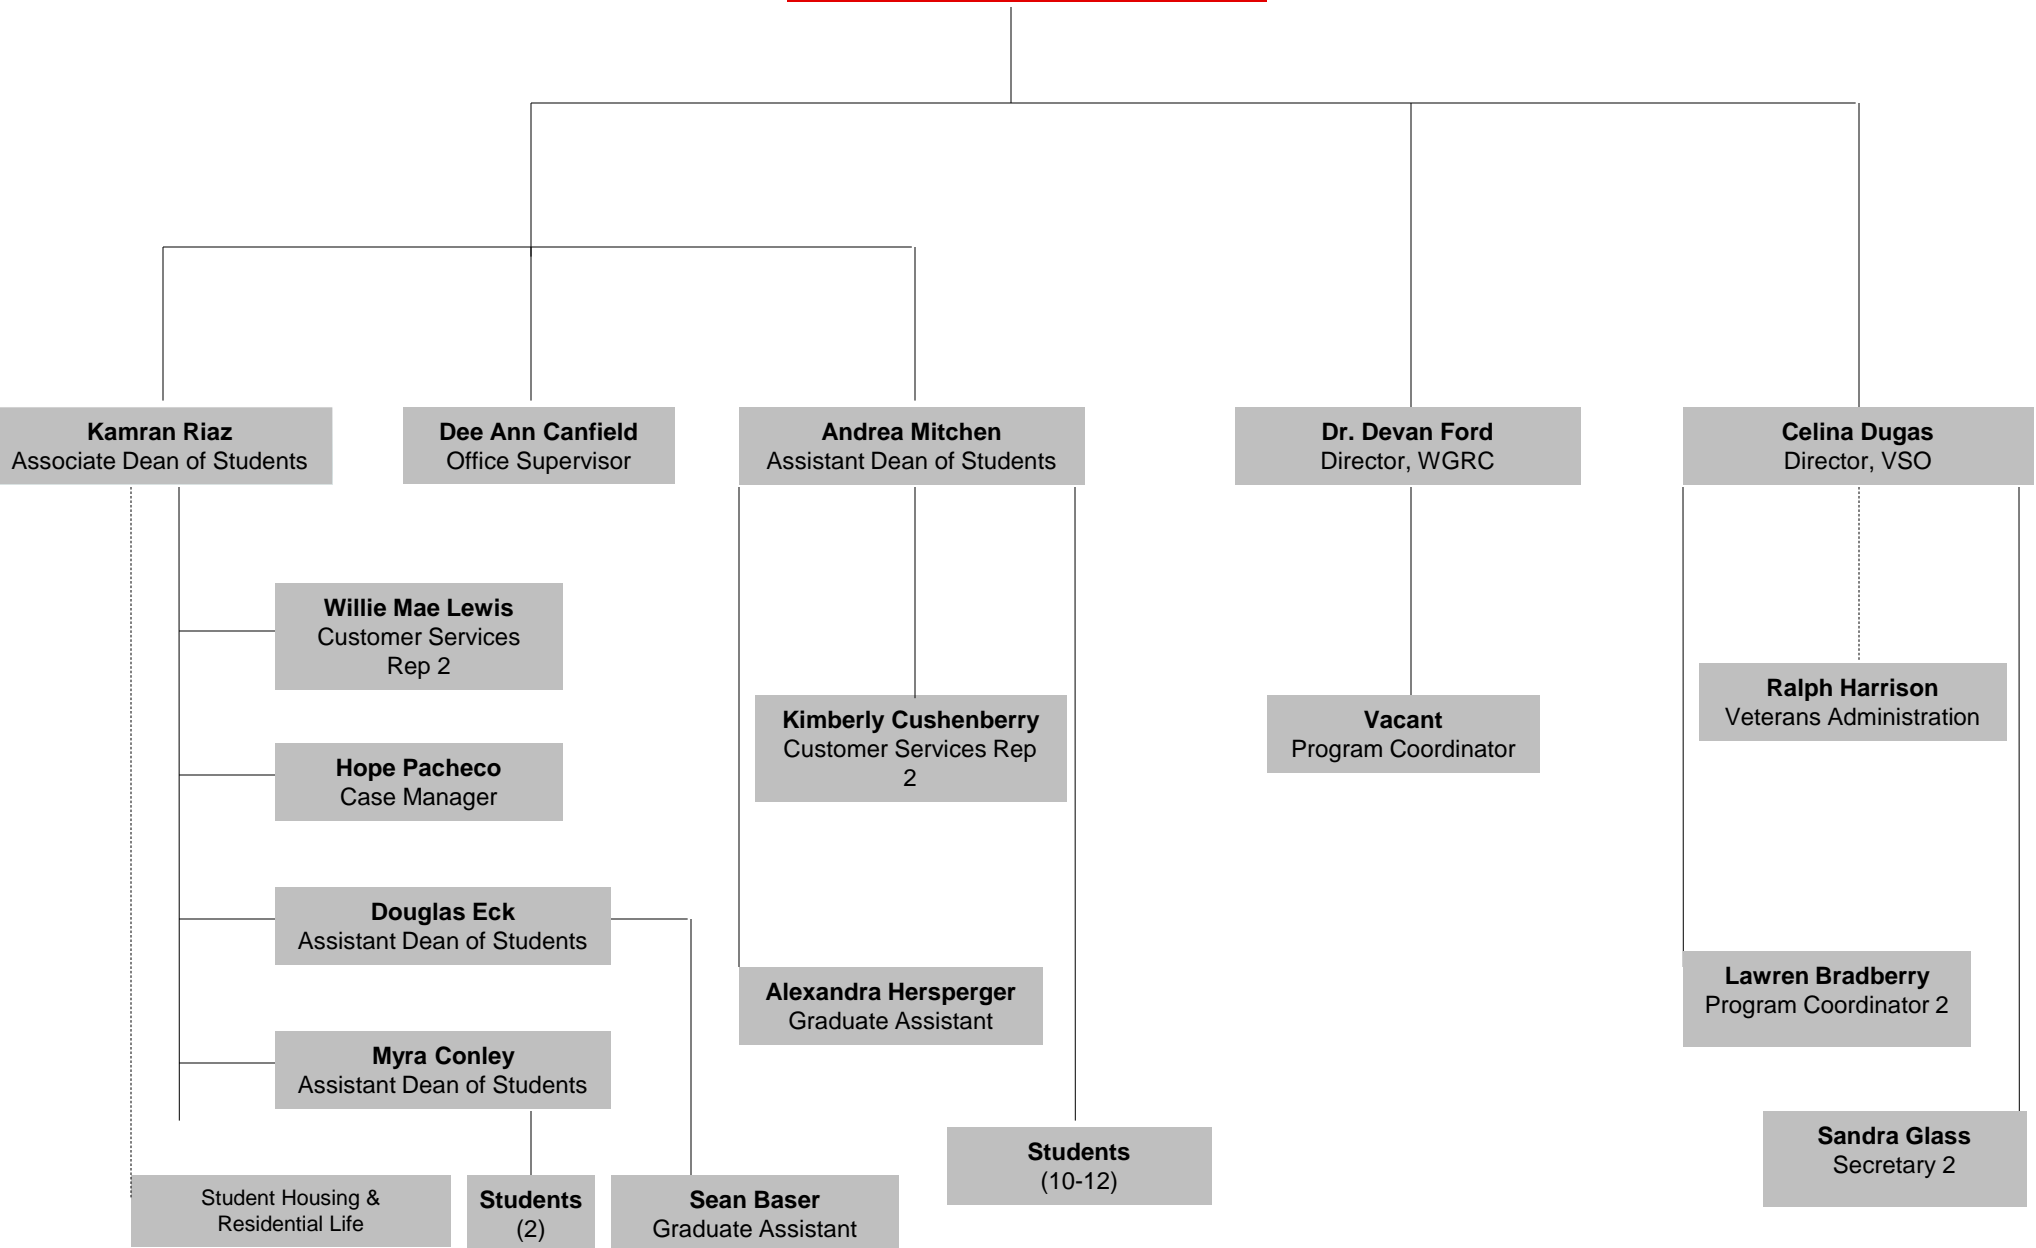 Kamran Riaz
Associate Dean of Students
Dee Ann Canfield
Office Supervisor
Andrea Mitchen
Assistant Dean of Students
Dr. Devan Ford
Director, WGRC
Celina Dugas
Director, VSO
Willie Mae Lewis
Customer Services
Rep 2
Ralph Harrison
Veterans Administration
Kimberly Cushenberry
Customer Services Rep
2
Vacant
Program Coordinator
Hope Pacheco
Case Manager
Douglas Eck
Assistant Dean of Students
Alexandra Hersperger
Graduate Assistant
Lawren Bradberry
Program Coordinator 2
Myra Conley
Assistant Dean of Students
Students
(10-12)
Sandra Glass
Secretary 2
Student Housing &
Residential Life
Students
(2)
Sean Baser
Graduate Assistant